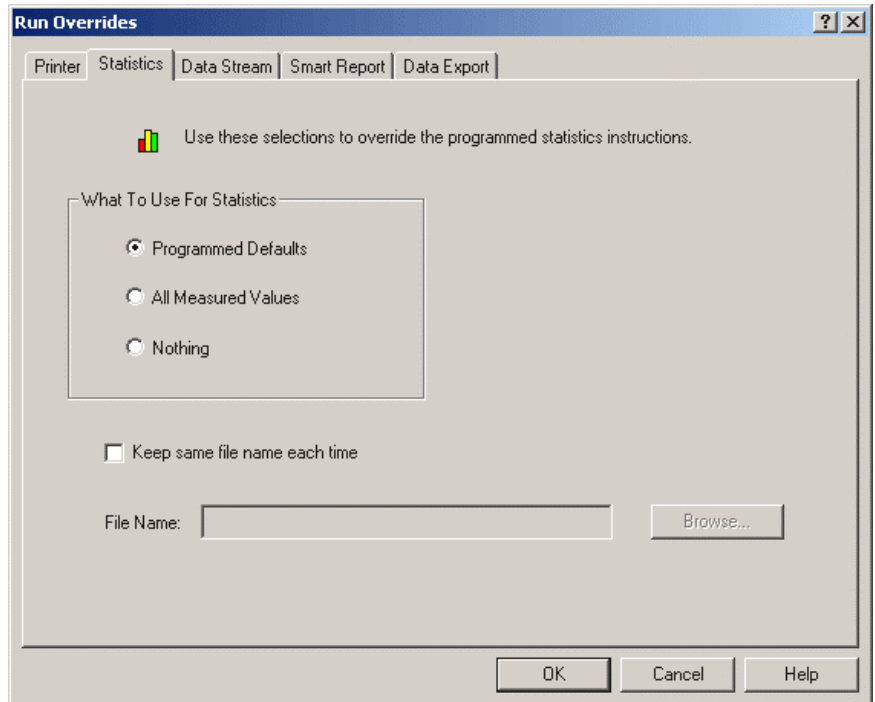 Run Overrides
Printer Statistics Data Stream Smart Report Data Export
Use these selections to override the programmed statistics instructions.
What To Use For Statistics
Programmed Defaults
All Measured Values
Nothing
Keep same file name each time
File Name: Browse...
OK Cancel Help